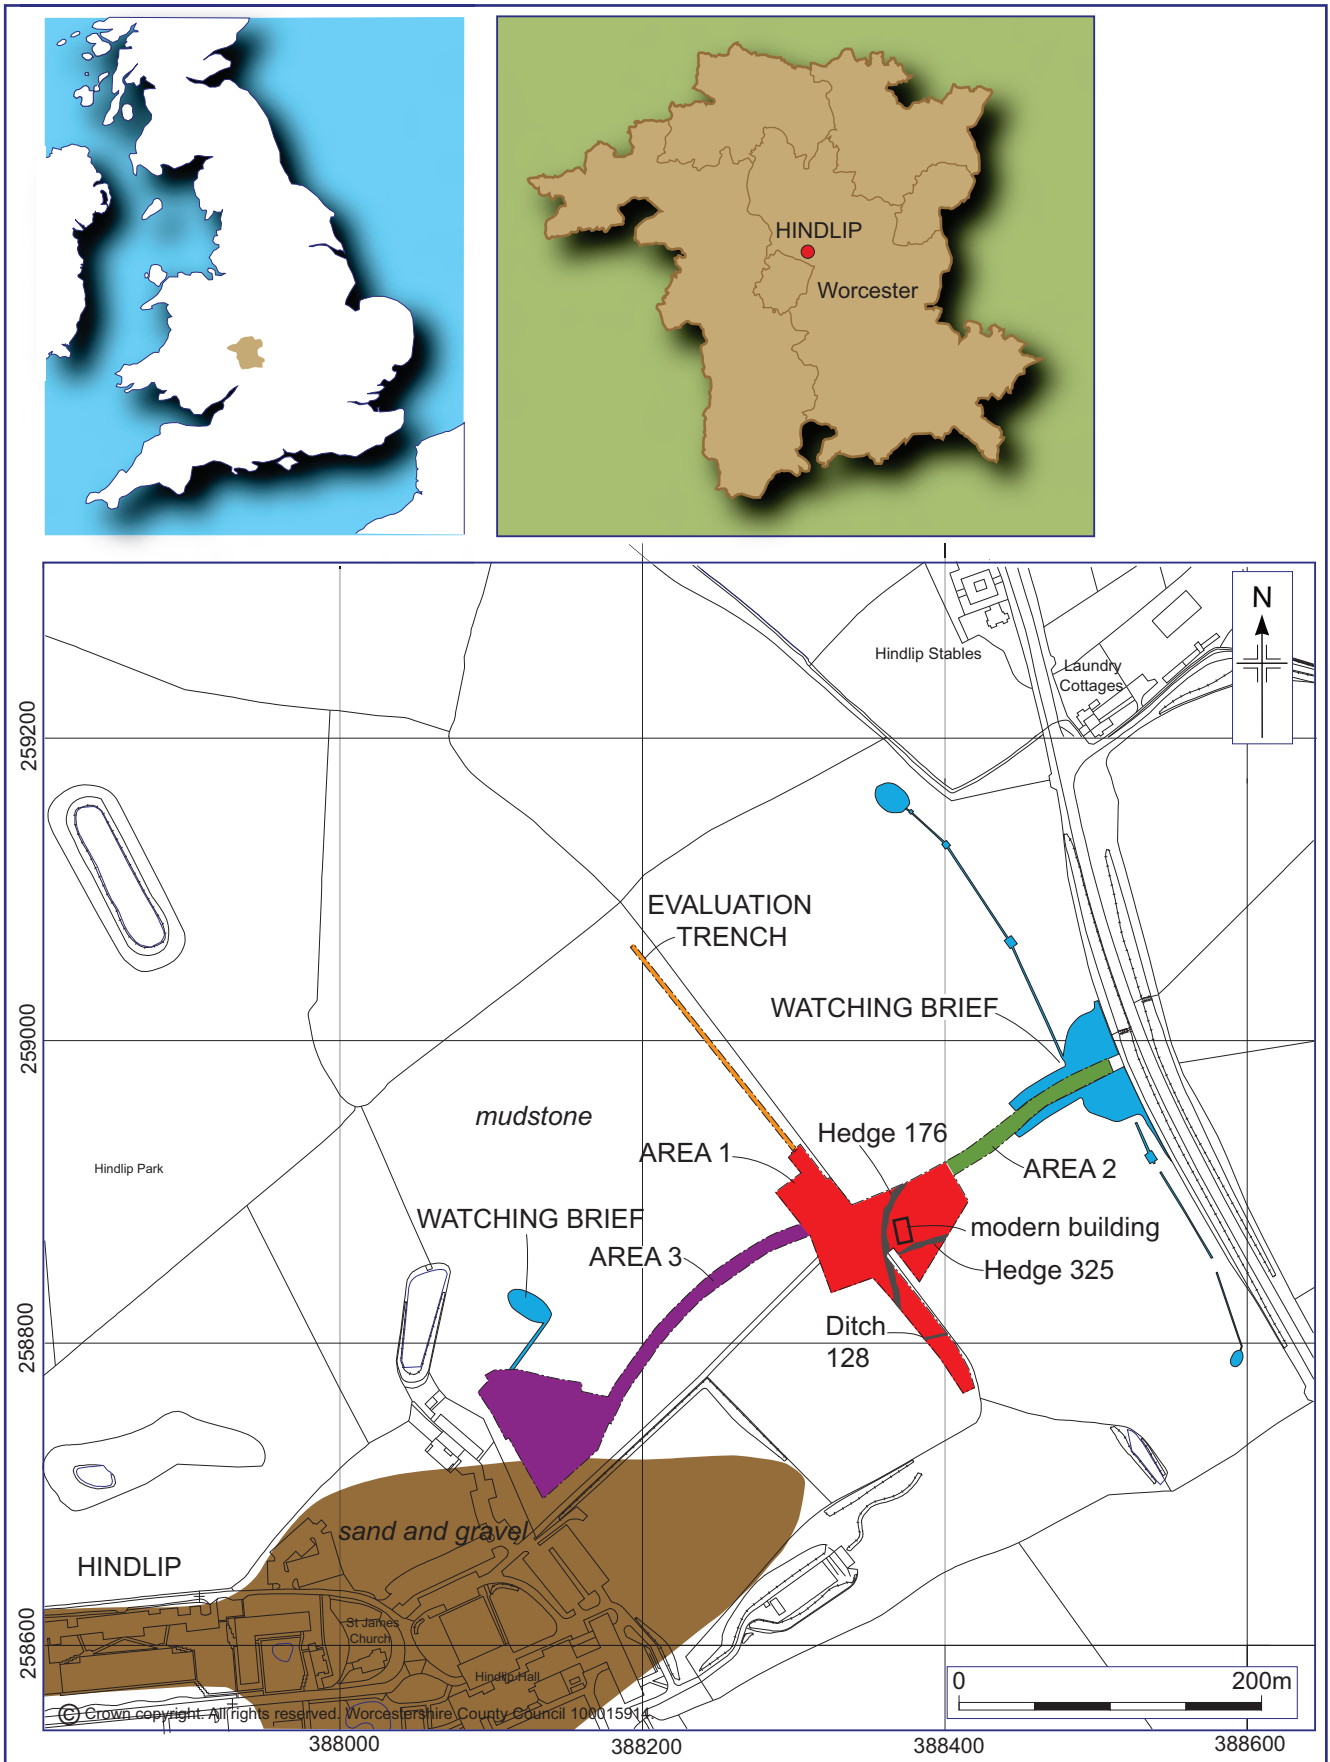 HINDLIP
Worcester
N
Hindlip Stables
Laundry
Cottages
259200
EVALUATION
TRENCH
WATCHING BRIEF
259000
mudstone
Hedge 176
AREA 1
Hindlip Park
AREA 2
WATCHING BRIEF
modern building
AREA 3
Hedge 325
258800
Ditch
128
sand and gravel
HINDLIP
St James
Church
258600
Hindlip Hall
0 200m
© Crown copyright. All rights reserved. Worcestershire County Council 100015914.
388000 388200 388400 388600